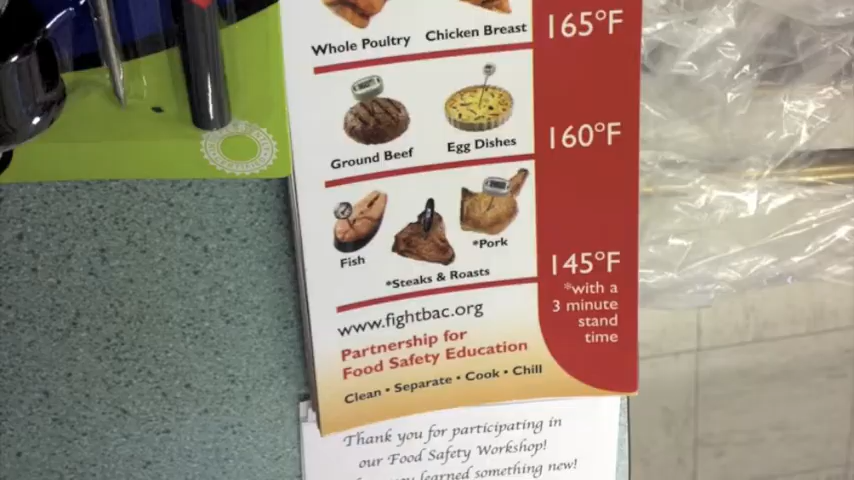 Whole Poultry Chicken Breast 165°F
Ground Beef Egg Dishes 160°F
Fish *Steaks & Roasts *Pork 145°F
*with a
3 minute
stand
time
www.fightbac.org
Partnership for
Food Safety Education
Clean • Separate • Cook • Chill
Thank you for participating in
our Food Safety Workshop!
you learned something new!